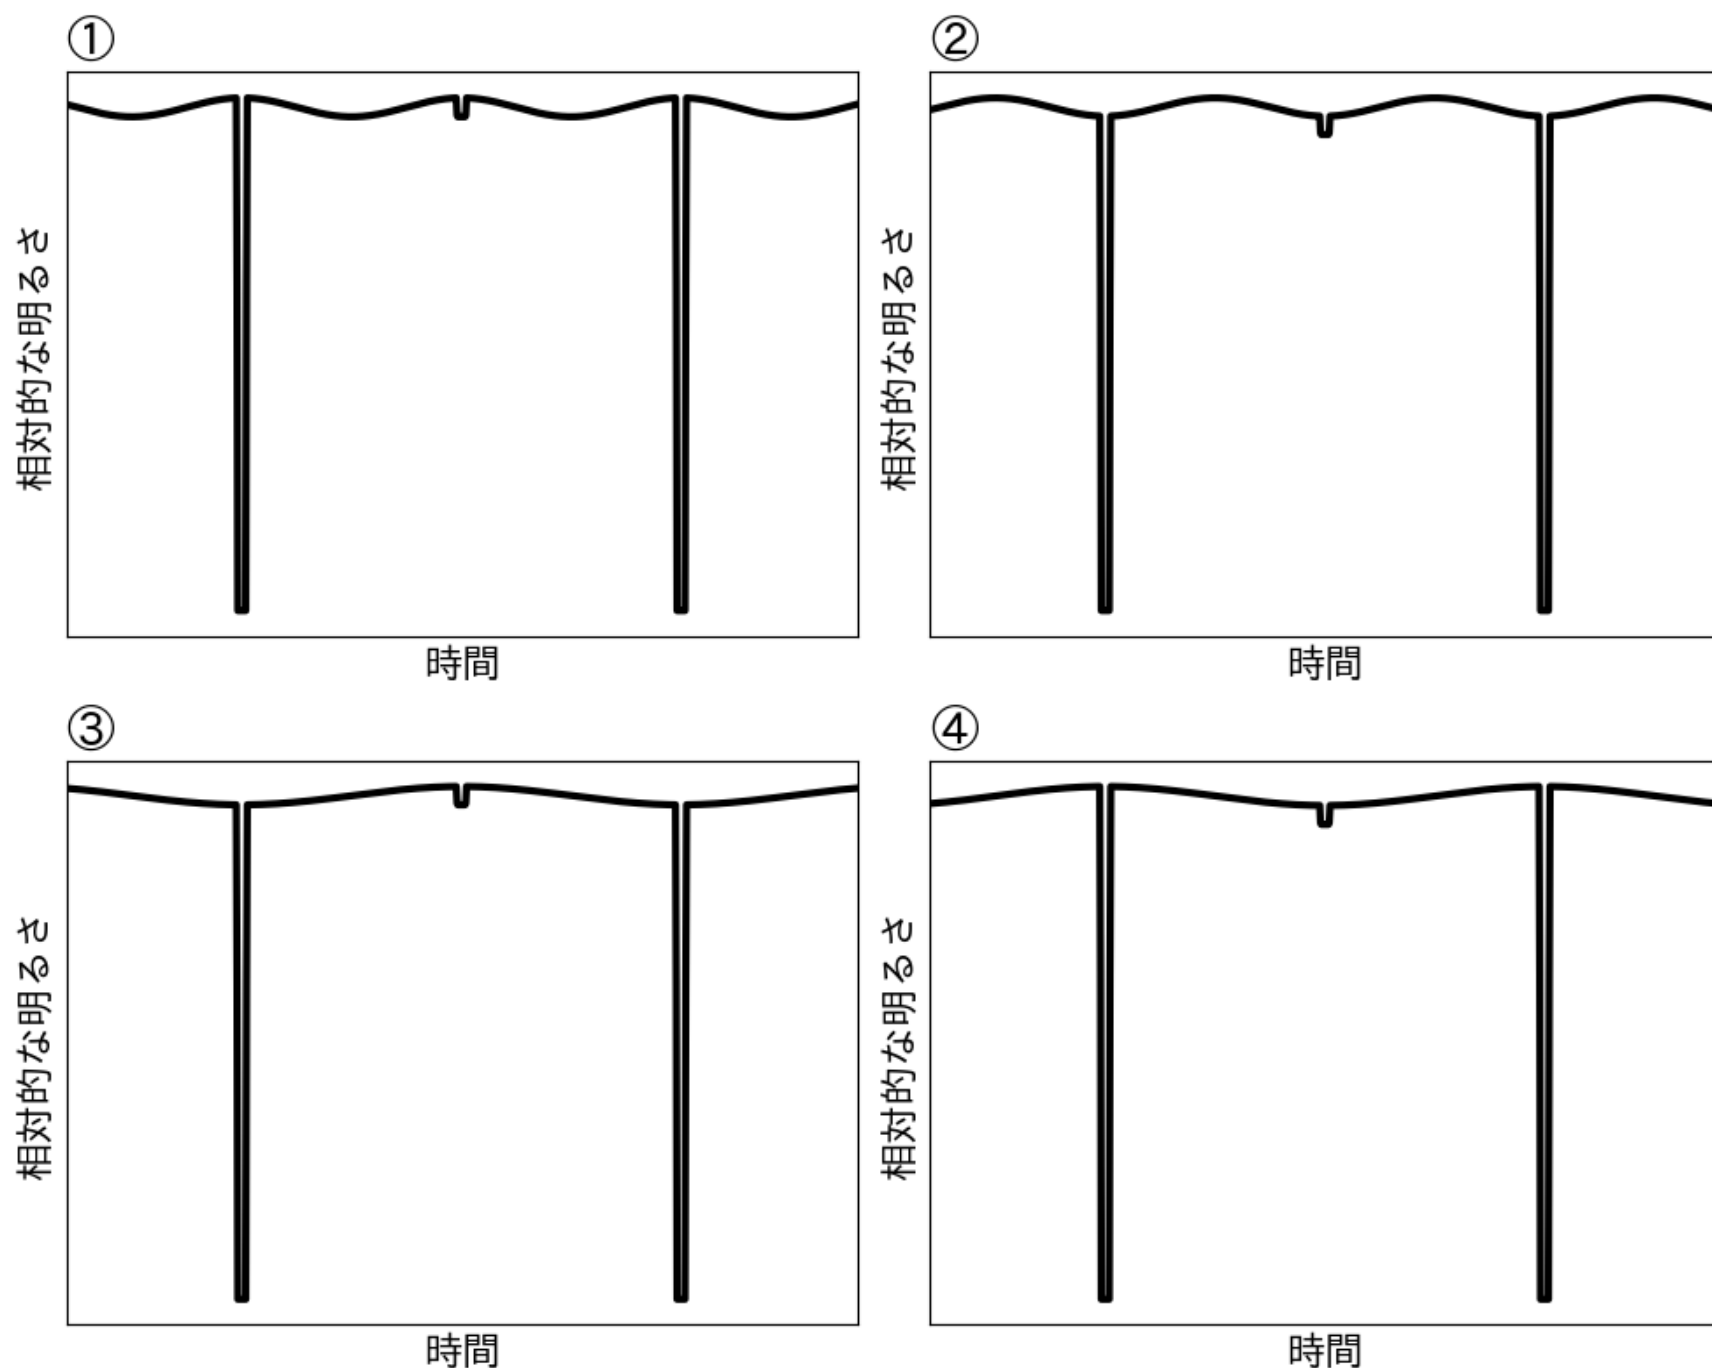 ①
相対的な明るさ
時間
②
相対的な明るさ
時間
③
相対的な明るさ
時間
④
相対的な明るさ
時間